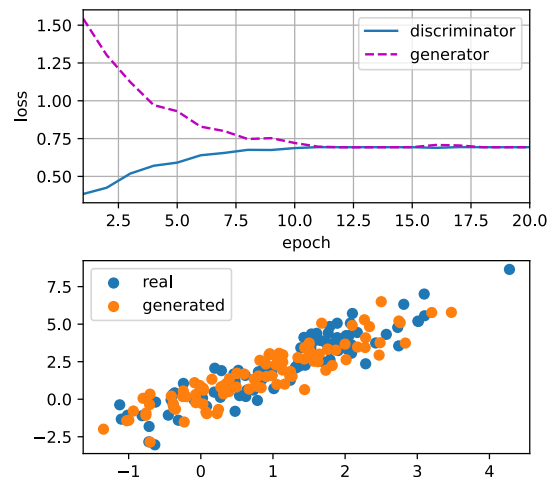 1.50
1.25
1.00
0.75
0.50
loss
discriminator
generator
2.5 5.0 7.5 10.0 12.5 15.0 17.5 20.0
epoch
7.5
5.0
2.5
0.0
−2.5
real
generated
−1 0 1 2 3 4